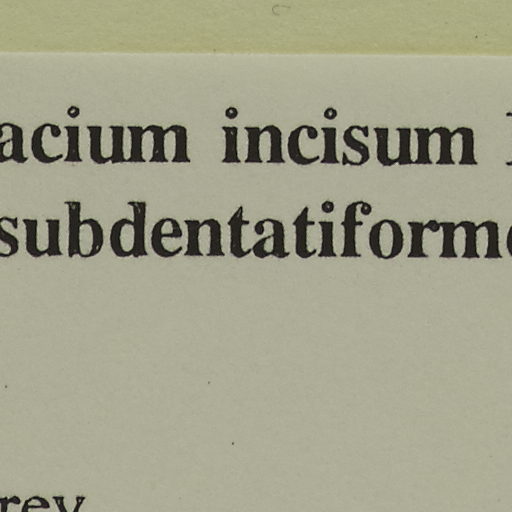 acium incisum
subdentatiforme
rey